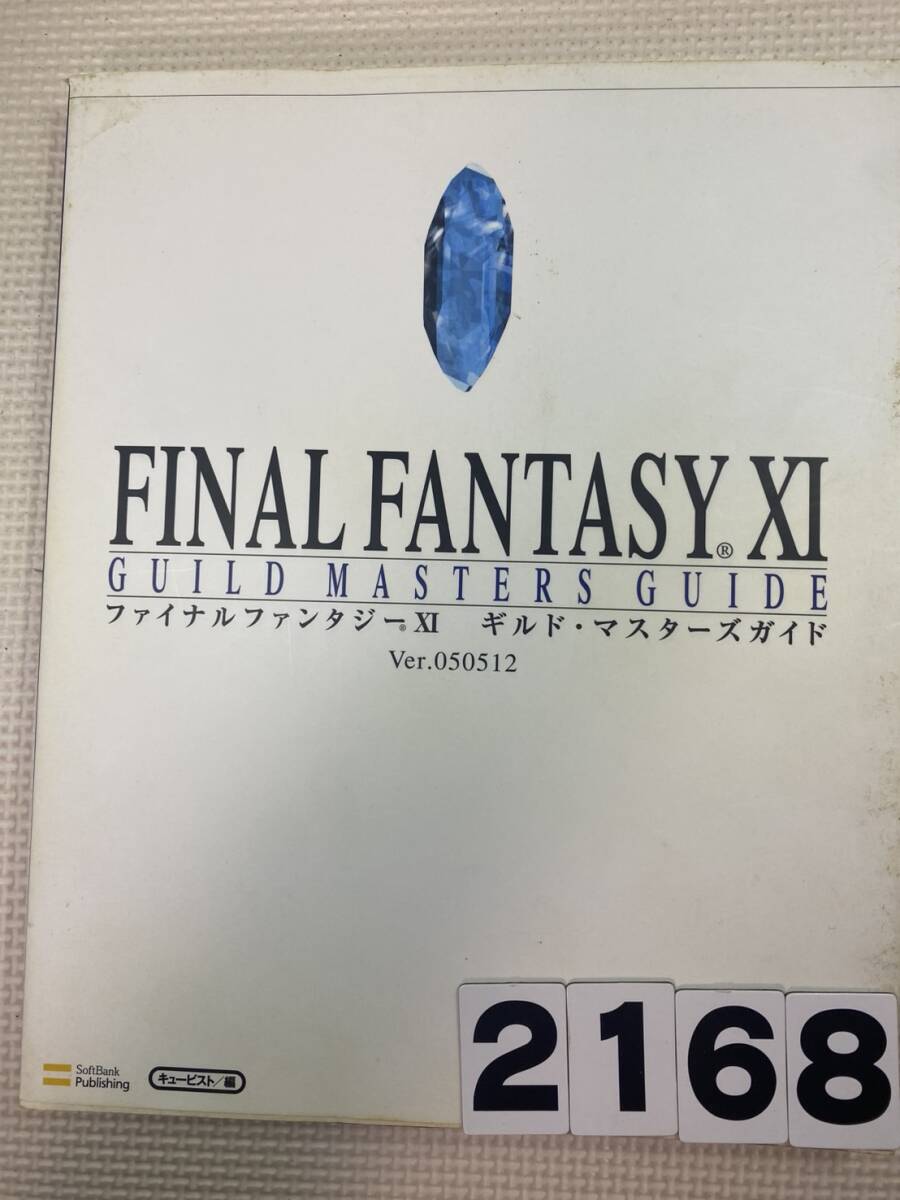 FINAL FANTASY® XI
GUILD MASTERS GUIDE
ファイナルファンタジー® XI ギルド・マスターズガイド
Ver.050512
SoftBank
Publishing
キュービスト/編
2168